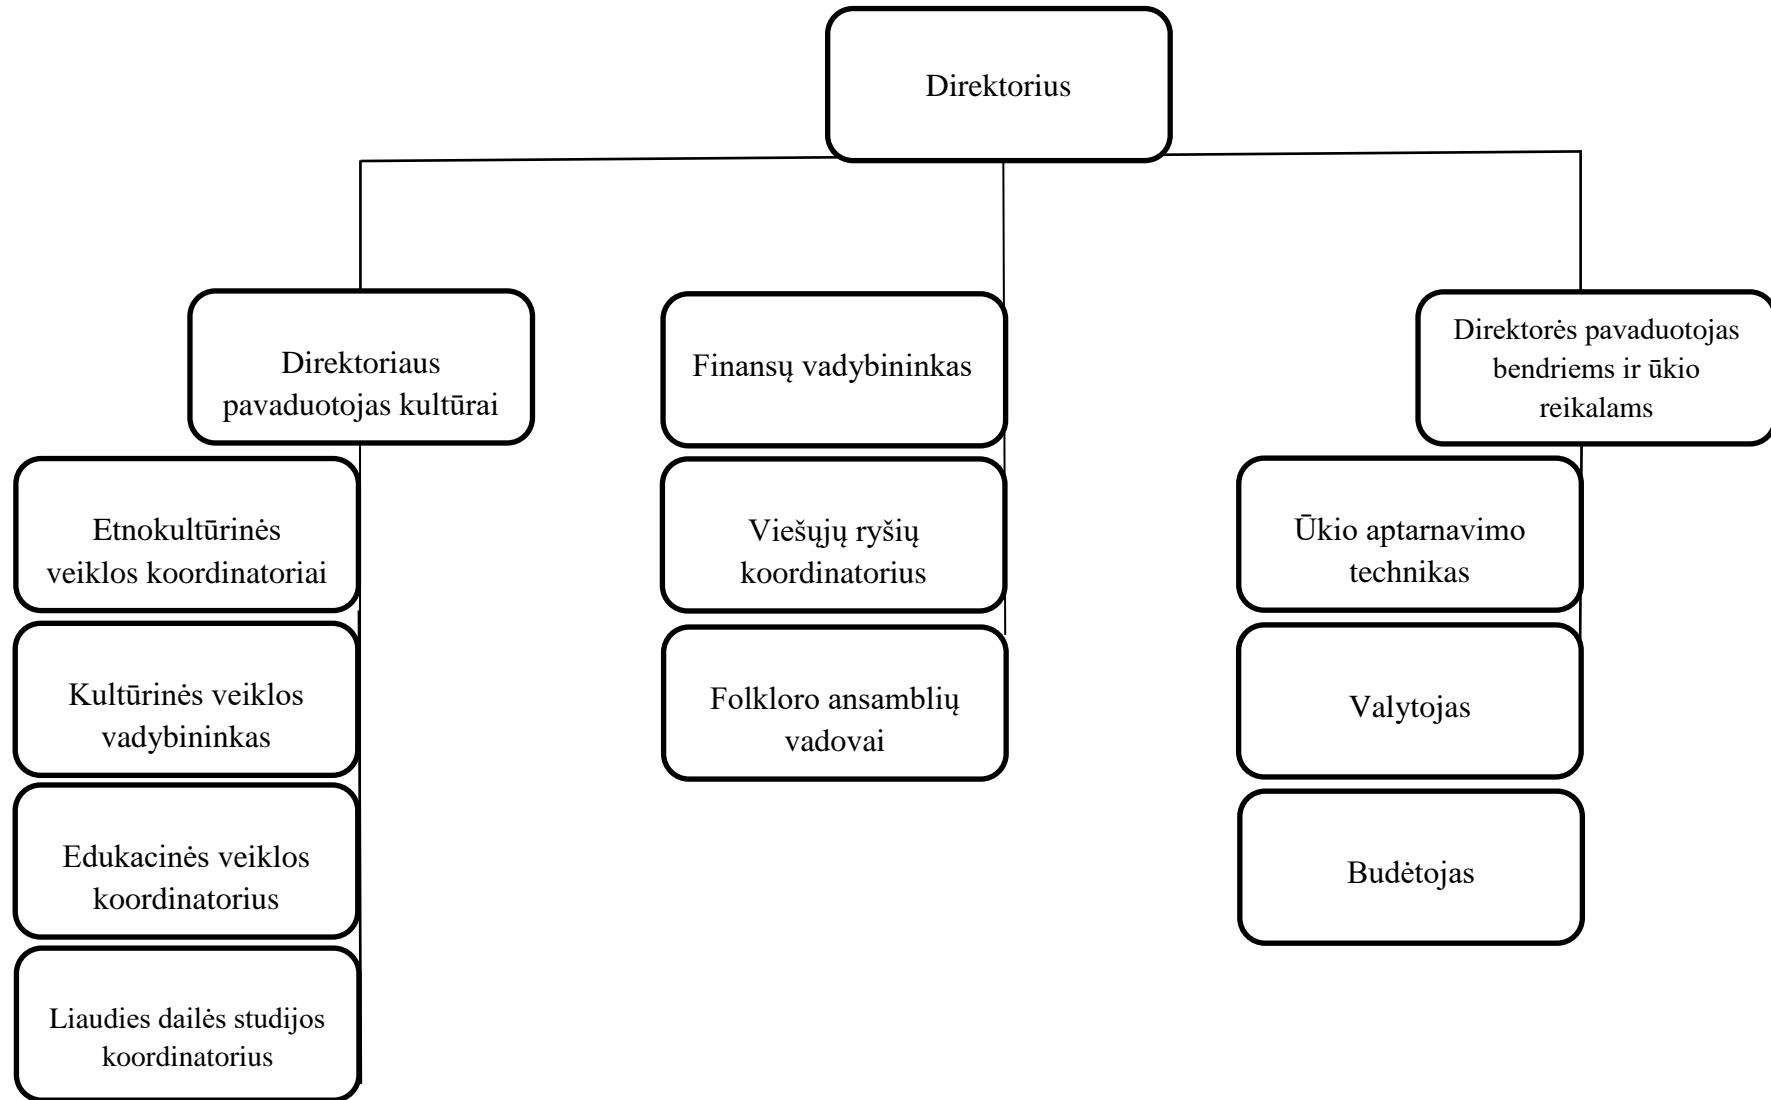 Direktorius
Direktoriaus
pavaduotojas kultūrai
Finansų vadybininkas
Direktorės pavaduotojas
bendriems ir ūkio
reikalams
Etnokultūrinės
veiklos koordinatoriai
Viešųjų ryšių
koordinatorius
Ūkio aptarnavimo
technikas
Kultūrinės veiklos
vadybininkas
Folkloro ansamblių
vadovai
Valytojas
Edukacinės veiklos
koordinatorius
Budėtojas
Liaudies dailės studijos
koordinatorius